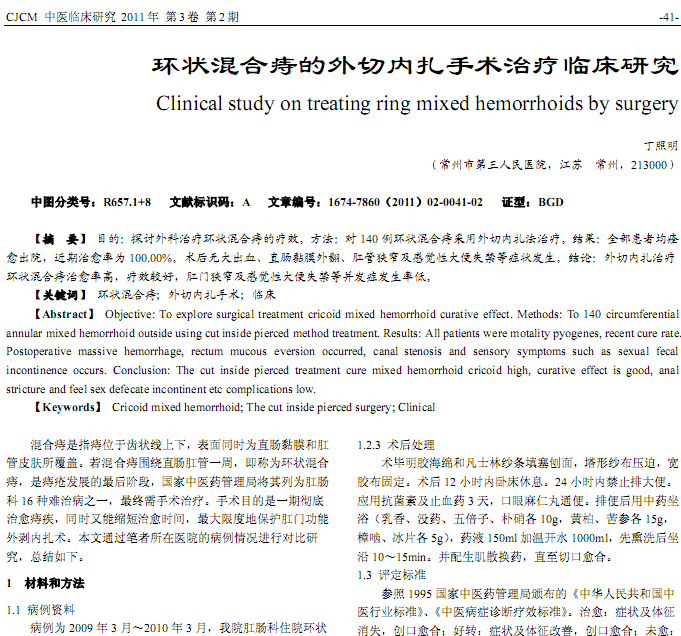 CJCM 中医临床研究 2011 年 第 3 卷 第 2 期 -41-
环状混合痔的外切内扎手术治疗临床研究
Clinical study on treating ring mixed hemorrhoids by surgery
丁照明
（常州市第三人民医院，江苏 常州，213000）
中图分类号：R657.1+8 文献标识码：A 文章编号：1674-7860（2011）02-0041-02 证型：BGD
【摘 要】目的：探讨外科治疗环状混合痔的疗效。方法：对 140 例环状混合痔采用外切内扎法治疗。结果：全部患者均痊
愈出院，近期治愈率为 100.00%。术后无大出血、直肠黏膜外翻、肛管狭窄及感觉性大便失禁等症状发生。结论：外切内扎治疗
环状混合痔治愈率高，疗效较好，肛门狭窄及感觉性大便失禁等并发症发生率低。
【关键词】环状混合痔；外切内扎手术；临床
【Abstract】Objective: To explore surgical treatment cricoid mixed hemorrhoid curative effect. Methods: To 140 circumferential
annular mixed hemorrhoid outside using cut inside pierced method treatment. Results: All patients were motality pyogenes, recent cure rate.
Postoperative massive hemorrhage, rectum mucous eversion occurred, canal stenosis and sensory symptoms such as sexual fecal
incontinence occurs. Conclusion: The cut inside pierced treatment cure mixed hemorrhoid cricoid high, curative effect is good, anal
stricture and feel sex defecate incontinent etc complications low.
【Keywords】Cricoid mixed hemorrhoid; The cut inside pierced surgery; Clinical
混合痔是指痔位于齿状线上下，表面同时为直肠黏膜和肛
管皮肤所覆盖。若混合痔围绕直肠肛管一周，即称为环状混合
痔，是痔疮发展的最后阶段，国家中医药管理局将其列为肛肠
科 16 种难治病之一，最终需手术治疗。手术目的是一期彻底
治愈痔疾，同时又能缩短治愈时间，最大限度地保护肛门功能
外剥内扎术。本文通过笔者所在医院的病例情况进行对比研
究，总结如下。
1 材料和方法
1.1 病例资料
病例为 2009 年 3 月～2010 年 3 月，我院肛肠科住院环状
1.2.3 术后处理
术毕明胶海绵和凡士林纱条填塞刨面，塔形纱布压迫，宽
胶布固定。术后 12 小时内卧床休息。24 小时内禁止排大便。
应用抗菌素及止血药 3 天，口眼麻仁丸通便。排便后用中药坐
浴（乳香、没药、五倍子、朴硝各 10g，黄柏、苦参各 15g，
樟啮、冰片各 5g），药液 150ml 加温开水 1000ml，先熏洗后坐
沿 10～15min。并配生肌散换药，直至切口愈合。
1.3 评定标准
参照 1995 国家中医药管理局颁布的《中华人民共和国中
医行业标准》、《中医病症诊断疗效标准》。治愈：症状及体征
消失，创口愈合；好转：症状及体征改善，创口愈合；未愈：